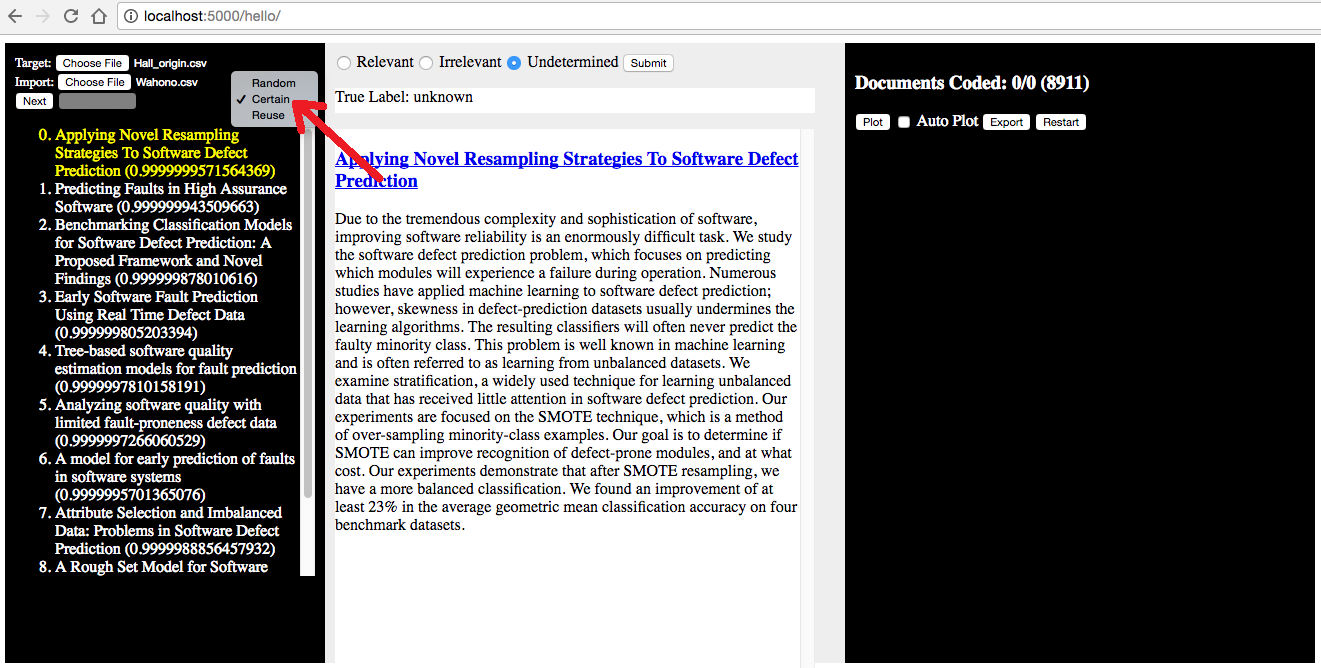 localhost:5000/hello/
Target: Choose File Hall_origin.csv
Import: Choose File Wahono.csv
Next
Random
✓ Certain
Reuse
0. Applying Novel Resampling
Strategies To Software Defect
Prediction (0.9999999571564369)
1. Predicting Faults in High Assurance
Software (0.999999943509663)
2. Benchmarking Classification Models
for Software Defect Prediction: A
Proposed Framework and Novel
Findings (0.999999878010616)
3. Early Software Fault Prediction
Using Real Time Defect Data
(0.999999805203394)
4. Tree-based software quality
estimation models for fault prediction
(0.9999997810158191)
5. Analyzing software quality with
limited fault-proneness defect data
(0.9999997266060529)
6. A model for early prediction of faults
in software systems
(0.9999995701365076)
7. Attribute Selection and Imbalanced
Data: Problems in Software Defect
Prediction (0.9999988856457932)
8. A Rough Set Model for Software
Relevant Irrelevant Undetermined Submit
True Label: unknown
Applying Novel Resampling Strategies To Software Defect
Prediction
Due to the tremendous complexity and sophistication of software,
improving software reliability is an enormously difficult task. We study
the software defect prediction problem, which focuses on predicting
which modules will experience a failure during operation. Numerous
studies have applied machine learning to software defect prediction;
however, skewness in defect-prediction datasets usually undermines the
learning algorithms. The resulting classifiers will often never predict the
faulty minority class. This problem is well known in machine learning
and is often referred to as learning from unbalanced datasets. We
examine stratification, a widely used technique for learning unbalanced
data that has received little attention in software defect prediction. Our
experiments are focused on the SMOTE technique, which is a method
of over-sampling minority-class examples. Our goal is to determine if
SMOTE can improve recognition of defect-prone modules, and at what
cost. Our experiments demonstrate that after SMOTE resampling, we
have a more balanced classification. We found an improvement of at
least 23% in the average geometric mean classification accuracy on four
benchmark datasets.
Documents Coded: 0/0 (8911)
Plot Auto Plot Export Restart